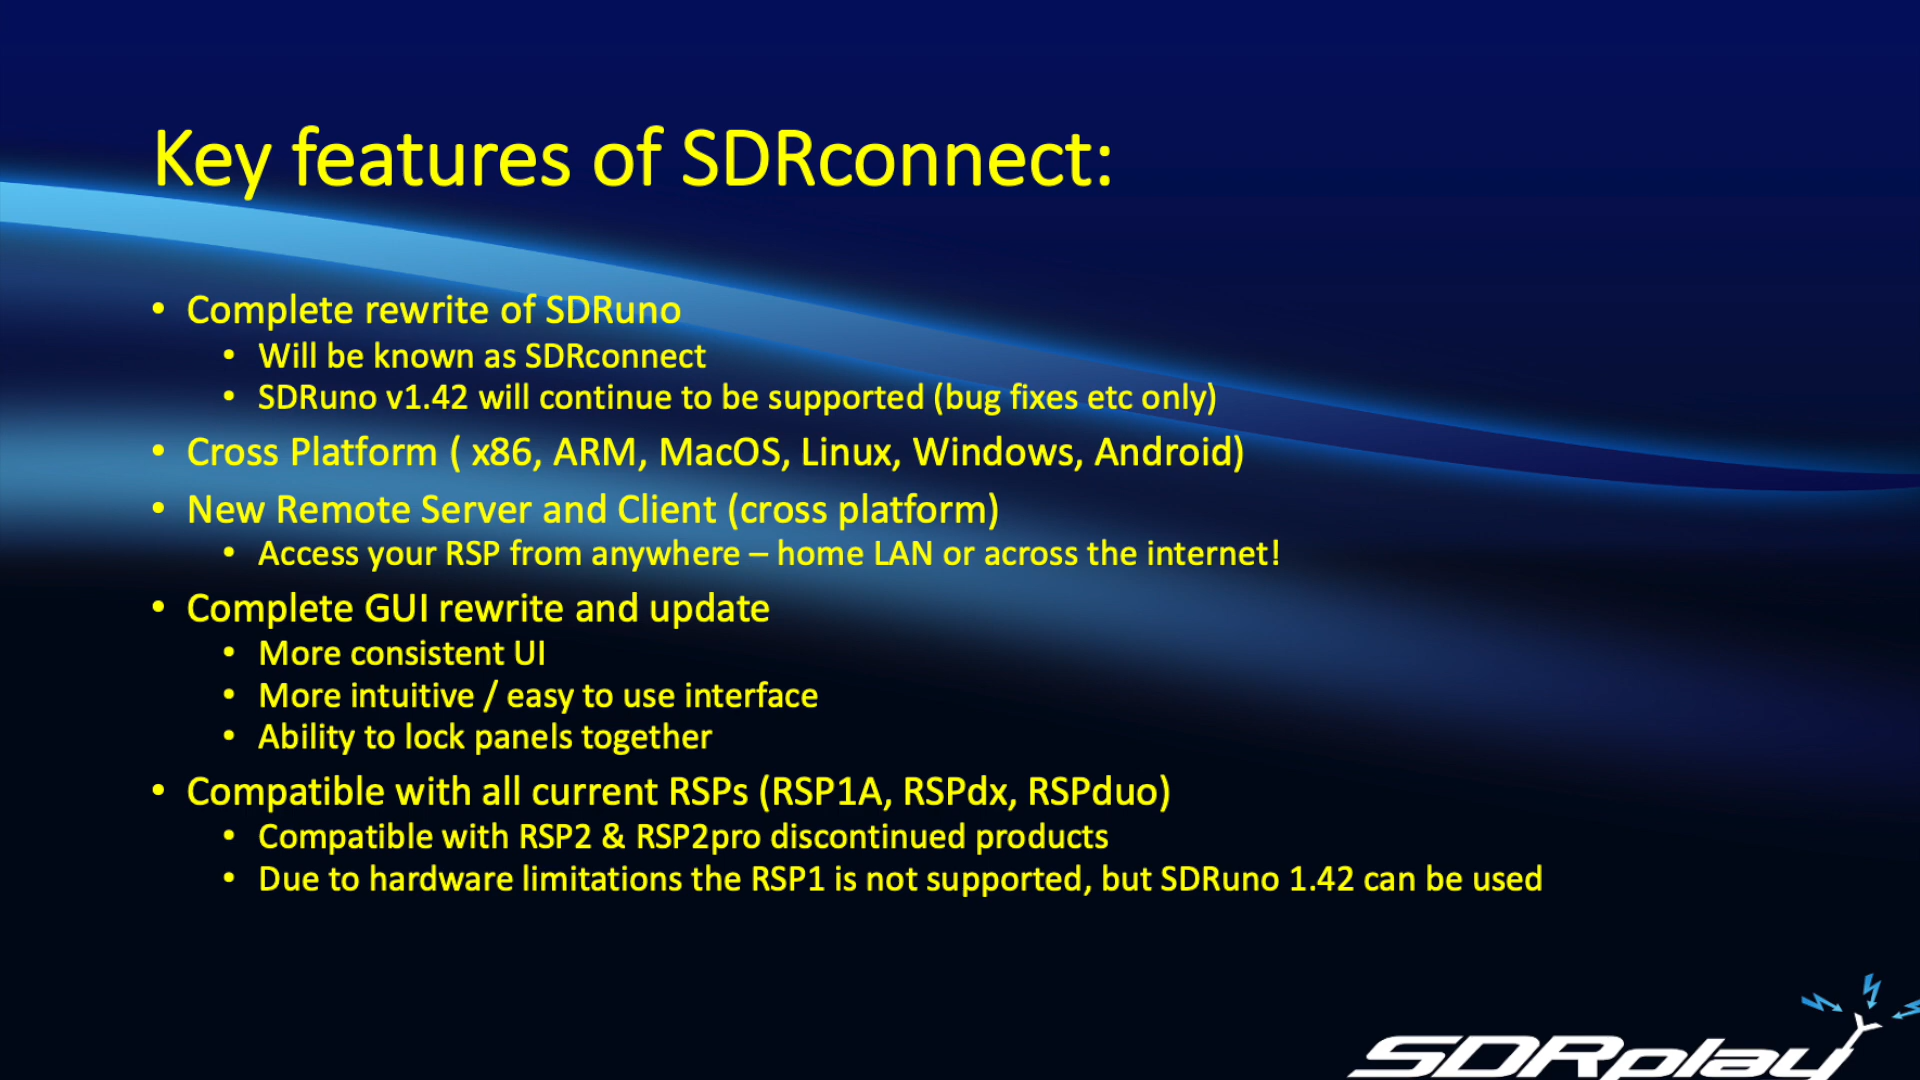 Key features of SDRconnect:
• Complete rewrite of SDRuno
• Will be known as SDRconnect
• SDRuno v1.42 will continue to be supported (bug fixes etc only)
• Cross Platform ( x86, ARM, MacOS, Linux, Windows, Android)
• New Remote Server and Client (cross platform)
• Access your RSP from anywhere – home LAN or across the internet!
• Complete GUI rewrite and update
• More consistent UI
• More intuitive / easy to use interface
• Ability to lock panels together
• Compatible with all current RSPs (RSP1A, RSPdx, RSPduo)
• Compatible with RSP2 & RSP2pro discontinued products
• Due to hardware limitations the RSP1 is not supported, but SDRuno 1.42 can be used
SDRplay